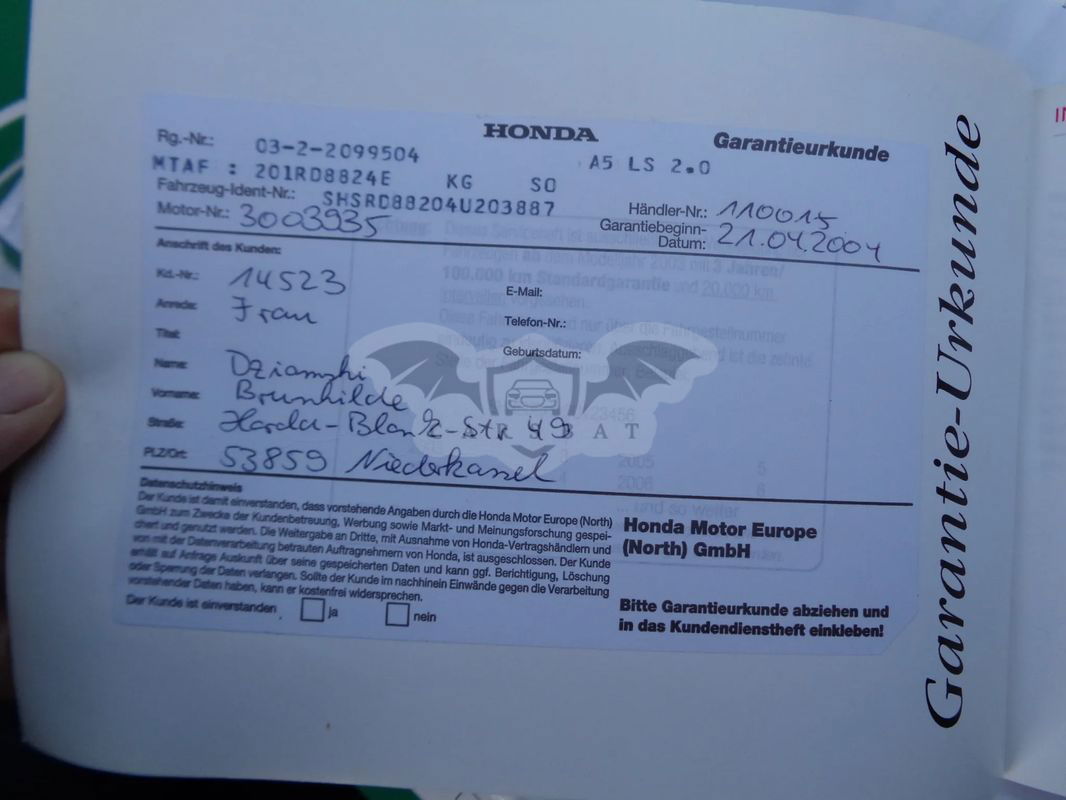 HONDA
Garantieurkunde
Rg.-Nr.: 03-2-2099504
A5 LS 2.0
MTAF : 201RD8824E KG SO
Fahrzeug-Ident-Nr.: SHSRD88204U203887
Händler-Nr.: 110015
Motor-Nr.: 3003935
Garantiebeginn-
Datum: 21.04.2004
Anschrift des Kunden:
Kd.-Nr.: 14523
E-Mail:
Anrede: Frau
Telefon-Nr.:
Titel:
Geburtsdatum:
Name:
Vorname: Brunhilde
Straße: -Str 49
PLZ/Ort: 53859 Niederkassel
CARSBAT
Datenschutzhinweis
Der Kunde ist damit einverstanden, dass vorstehende Angaben durch die Honda Motor Europe (North)
GmbH zum Zwecke der Kundenbetreuung, Werbung sowie Markt- und Meinungsforschung gespei-
chert und genutzt werden. Die Weitergabe an Dritte, mit Ausnahme von Honda-Vertragshändlern und
von mit der Datenverarbeitung betrauten Auftragnehmern von Honda, ist ausgeschlossen. Der Kunde
erhält auf Anfrage Auskunft über seine gespeicherten Daten und kann ggf. Berichtigung, Löschung
oder Sperrung der Daten verlangen. Sollte der Kunde im nachhinein Einwände gegen die Verarbeitung
vorstehender Daten haben, kann er kostenfrei widersprechen.
Der Kunde ist einverstanden ja nein
Honda Motor Europe
(North) GmbH
Bitte Garantieurkunde abziehen und
in das Kundendienstheft einkleben!
Garantie-Urkunde